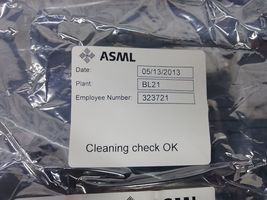 ASML
Date: 05/13/2013
Plant: BL21
Employee Number: 323721
Cleaning check OK